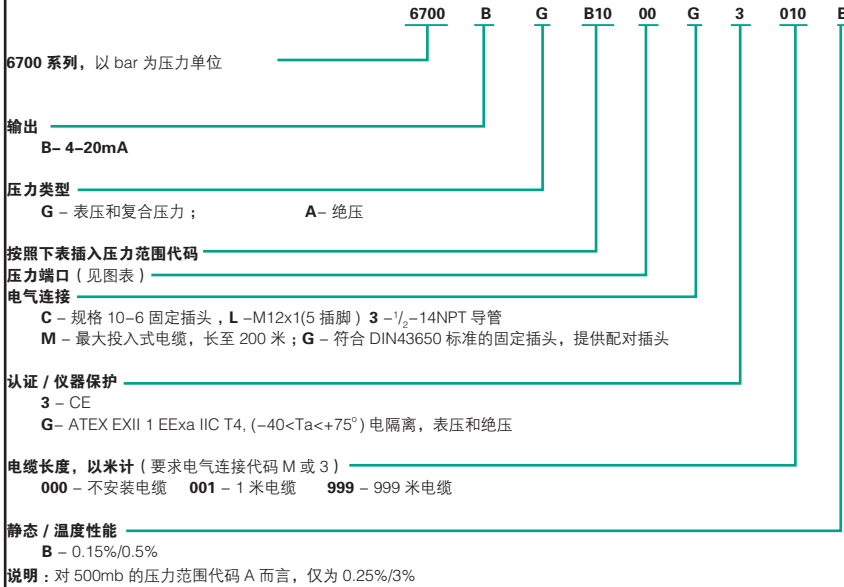 6700 B G B10 00 G 3 010 B
6700 系列，以 bar 为压力单位
输出
B– 4–20mA
压力类型
G – 表压和复合压力； A– 绝压
按照下表插入压力范围代码
压力端口（见图表）
电气连接
C – 规格 10–6 固定插头，L –M12x1(5 插脚）3 –1/2–14NPT 导管
M – 最大投入式电缆，长至 200 米；G – 符合 DIN43650 标准的固定插头，提供配对插头
认证 / 仪器保护
3 – CE
G– ATEX EXII 1 EExa IIC T4, (–40<Ta<+75°) 电隔离，表压和绝压
电缆长度，以米计（要求电气连接代码 M 或 3）
000 – 不安装电缆 001 – 1 米电缆 999 – 999 米电缆
静态 / 温度性能
B – 0.15%/0.5%
说明：对 500mb 的压力范围代码 A 而言，仅为 0.25%/3%